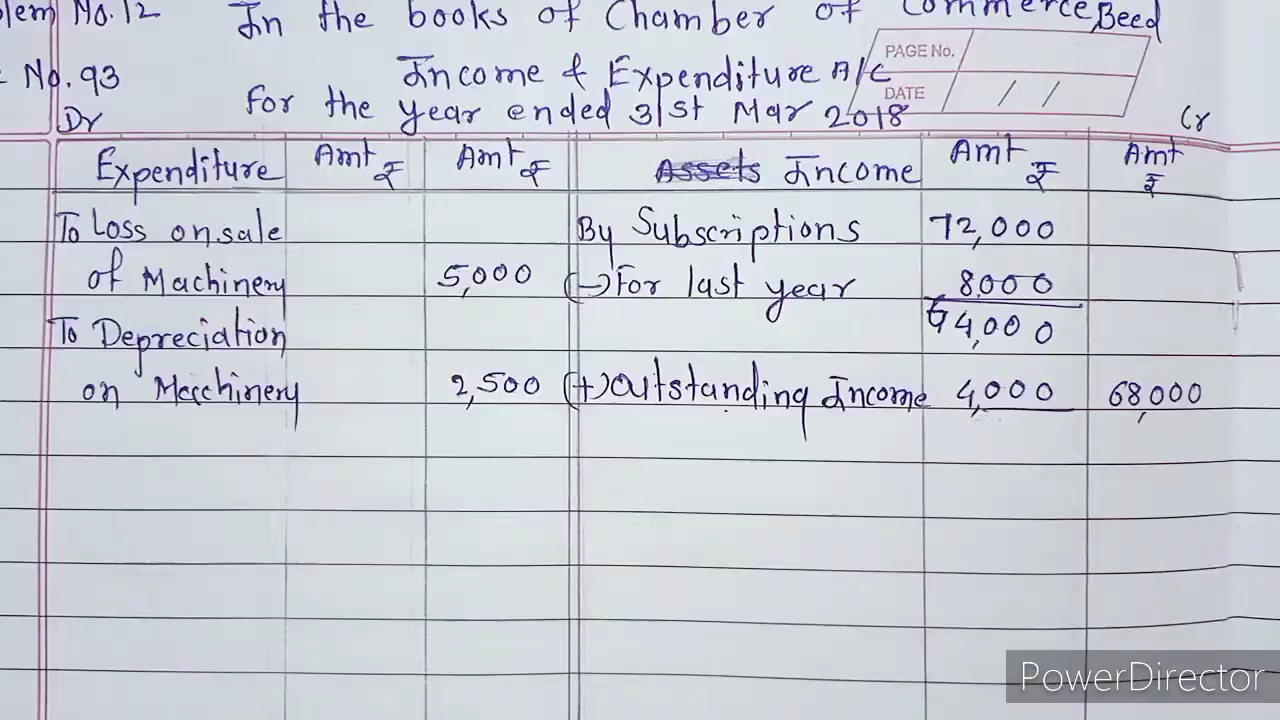 lem No.12 In the books of Chamber of Commerce, Beed
PAGE No.
No.93 Income & Expenditure A/C
DATE / /
Dr For the year ended 31st Mar 2018 Cr
Expenditure Amt ₹ Amt ₹ Assets Income Amt ₹ Amt ₹
To Loss on sale By Subscriptions 72,000
of Machinery 5,000 (-) For last year 8,000
To Depreciation 64,000
on Machinery 2,500 (+) Outstanding Income 4,000 68,000
PowerDirector